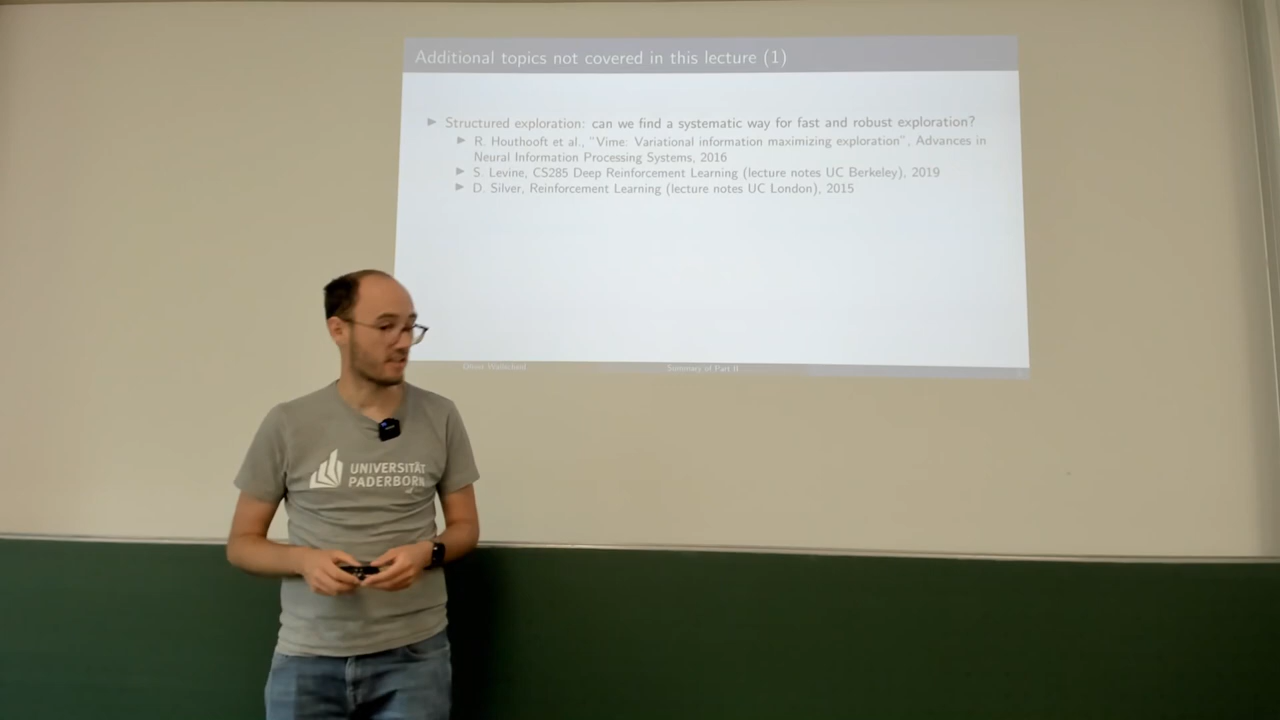 Additional topics not covered in this lecture (1)
Structured exploration: can we find a systematic way for fast and robust exploration?
R. Houthooft et al., "Vime: Variational information maximizing exploration", Advances in
Neural Information Processing Systems, 2016
S. Levine, CS285 Deep Reinforcement Learning (lecture notes UC Berkeley), 2019
D. Silver, Reinforcement Learning (lecture notes UC London), 2015
Oliver Wallscheid
Summary of Part II
UNIVERSITÄT
PADERBORN